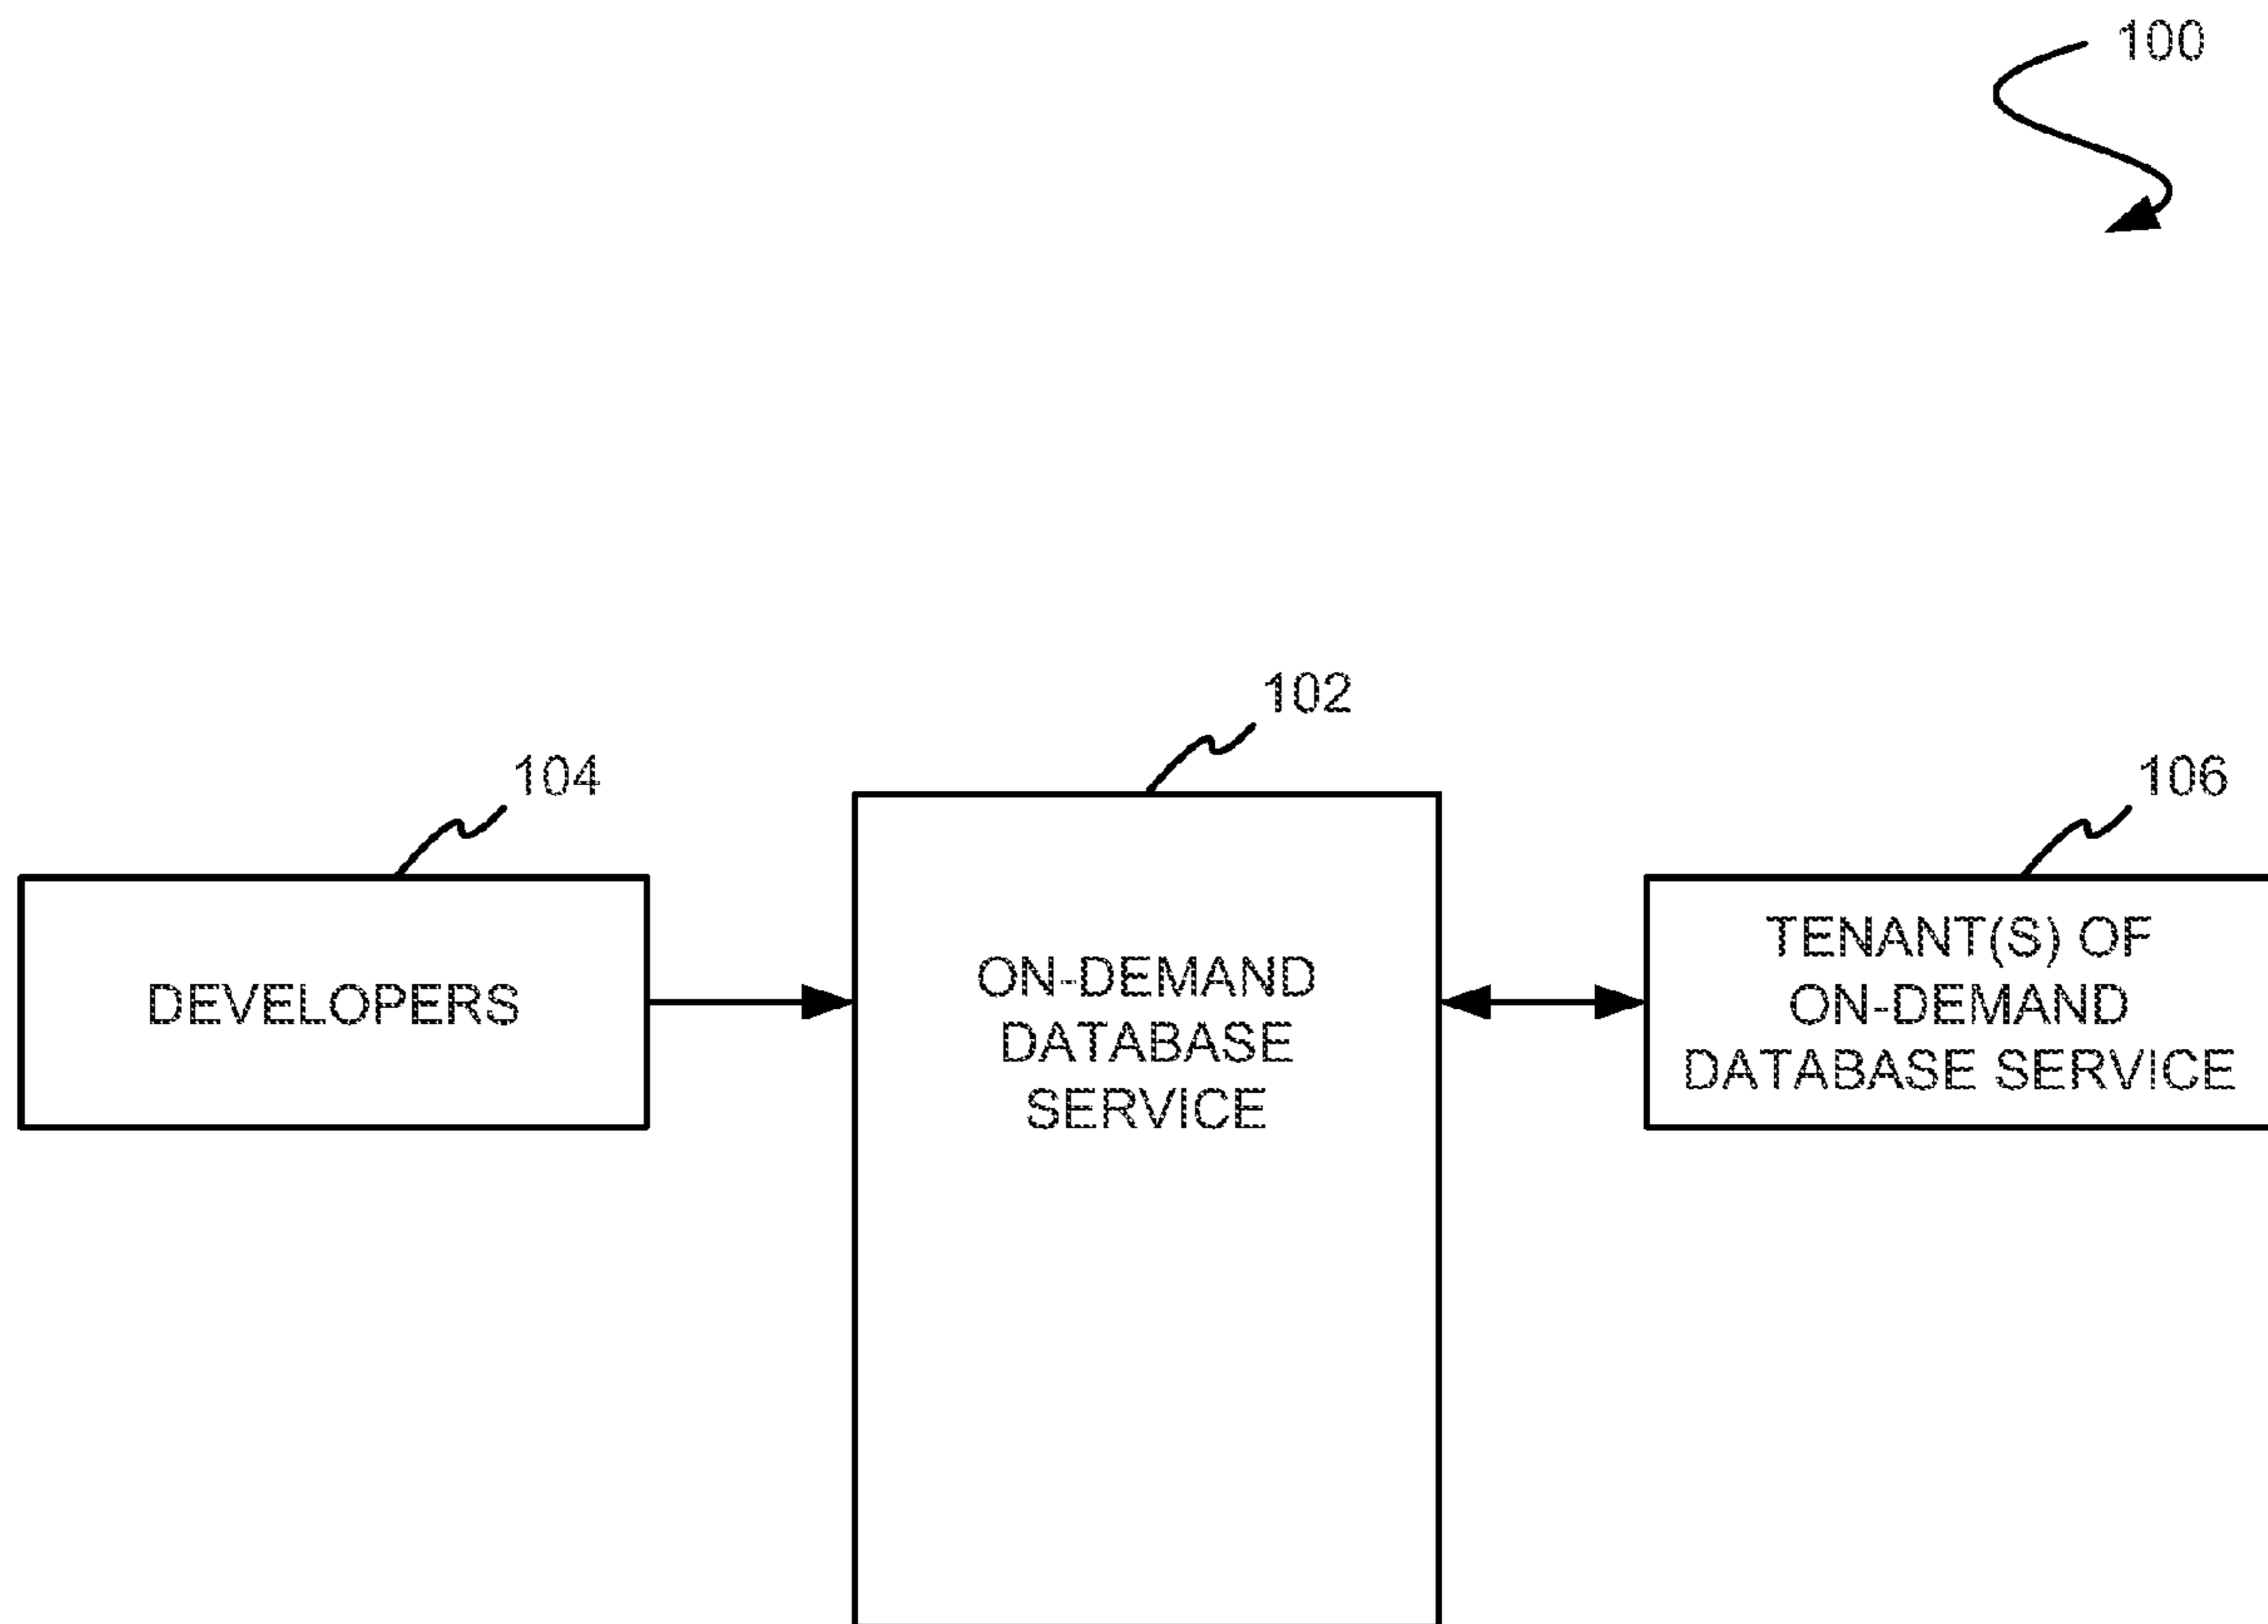 100
102
104
106
DEVELOPERS
ON-DEMAND
DATABASE
SERVICE
TENANT(S) OF
ON-DEMAND
DATABASE SERVICE